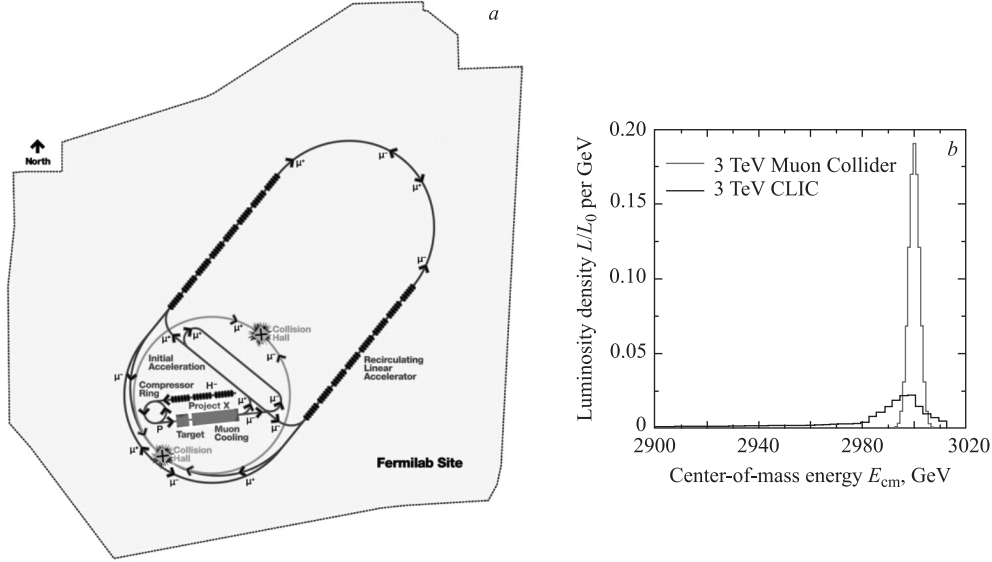 a
North
μ⁺
μ⁻
μ⁺
μ⁻
μ⁻
μ⁺
μ⁺
μ⁺
Collision
Hall
Initial
Acceleration
μ⁻
μ⁻
Recirculating
Linear
Accelerator
Compressor
Ring
H⁻
Project X
μ⁺
μ⁻
μ⁻
P
Target
Muon
Cooling
μ⁻
μ⁺
Collision
Hall
μ⁻
μ⁺
Fermilab Site
b
3 TeV Muon Collider
3 TeV CLIC
Luminosity density L/L₀ per GeV
0.20
0.15
0.10
0.05
0
2900
2940
2980
3020
Center-of-mass energy E_cm, GeV